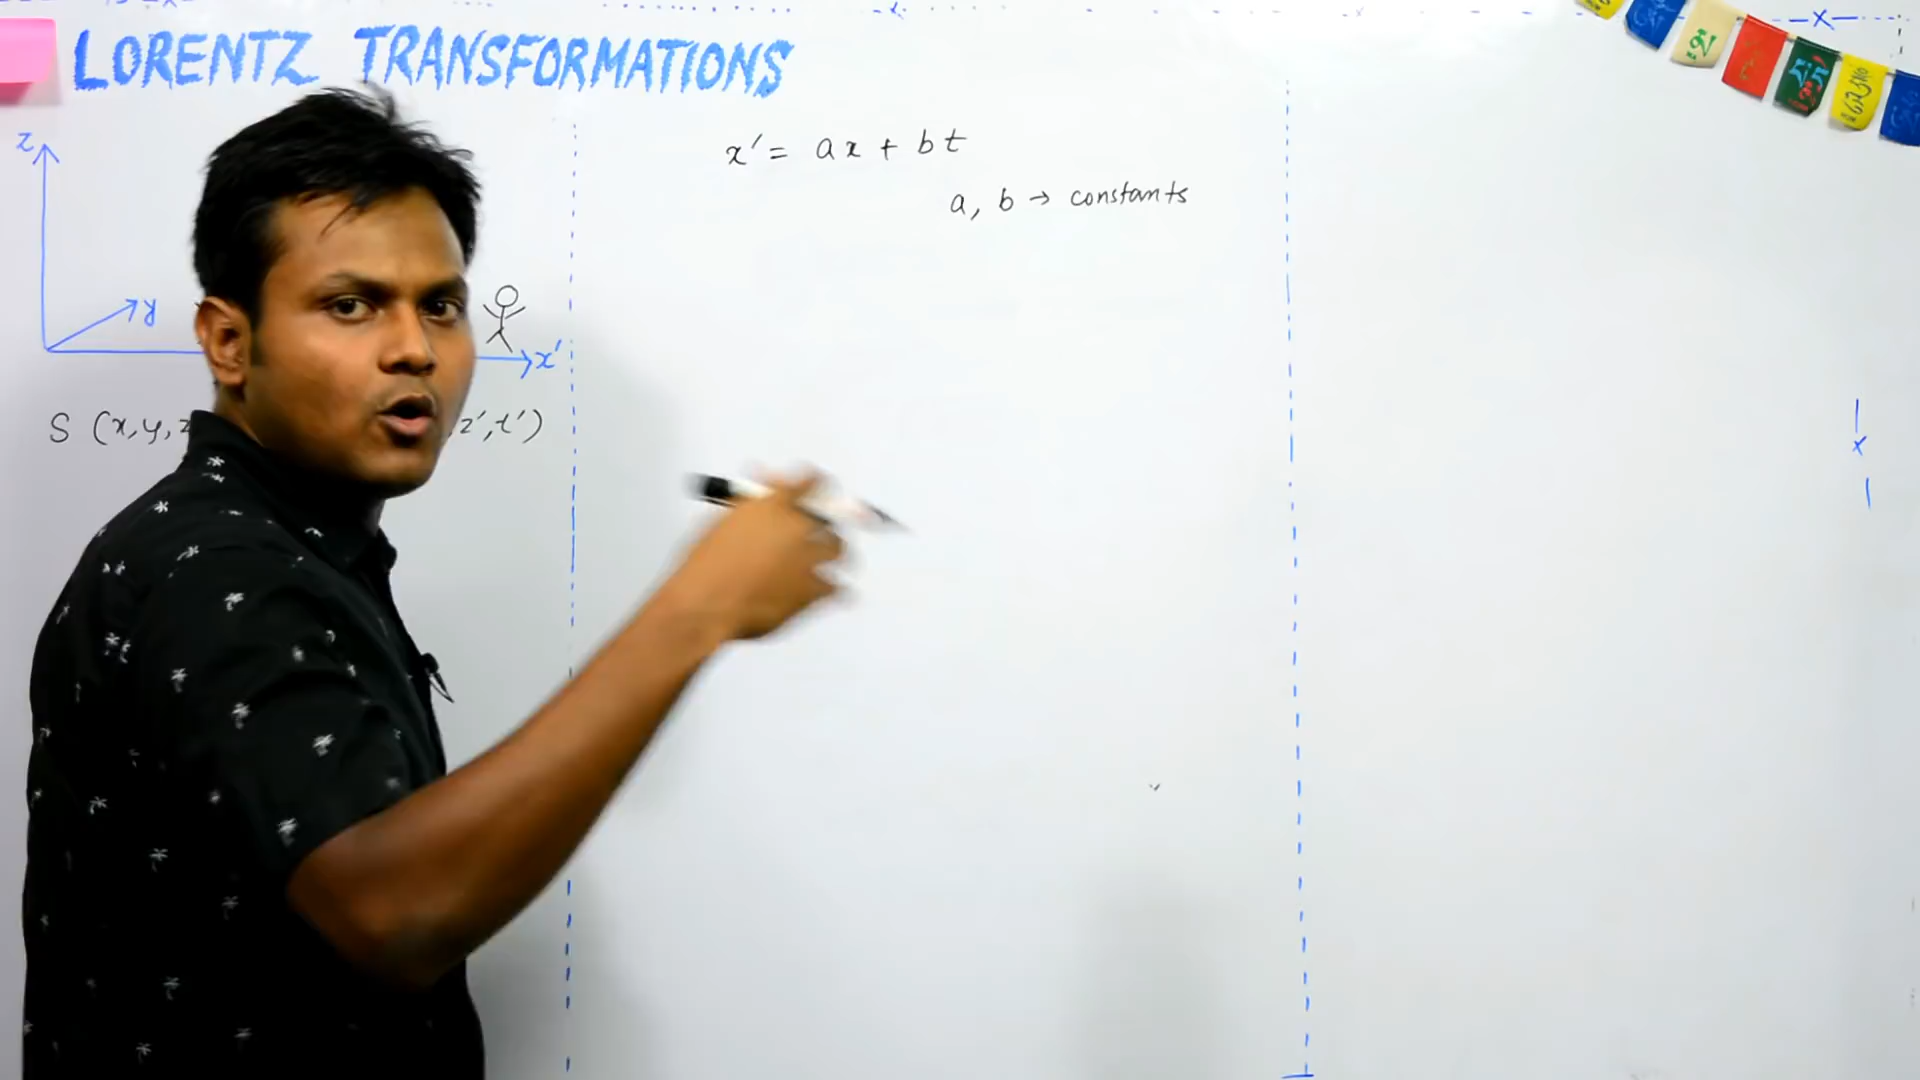 LORENTZ TRANSFORMATIONS
z
y
x′
S (x,y,z
,z′,t′)
x′ = ax + bt
a, b → constants
x
x